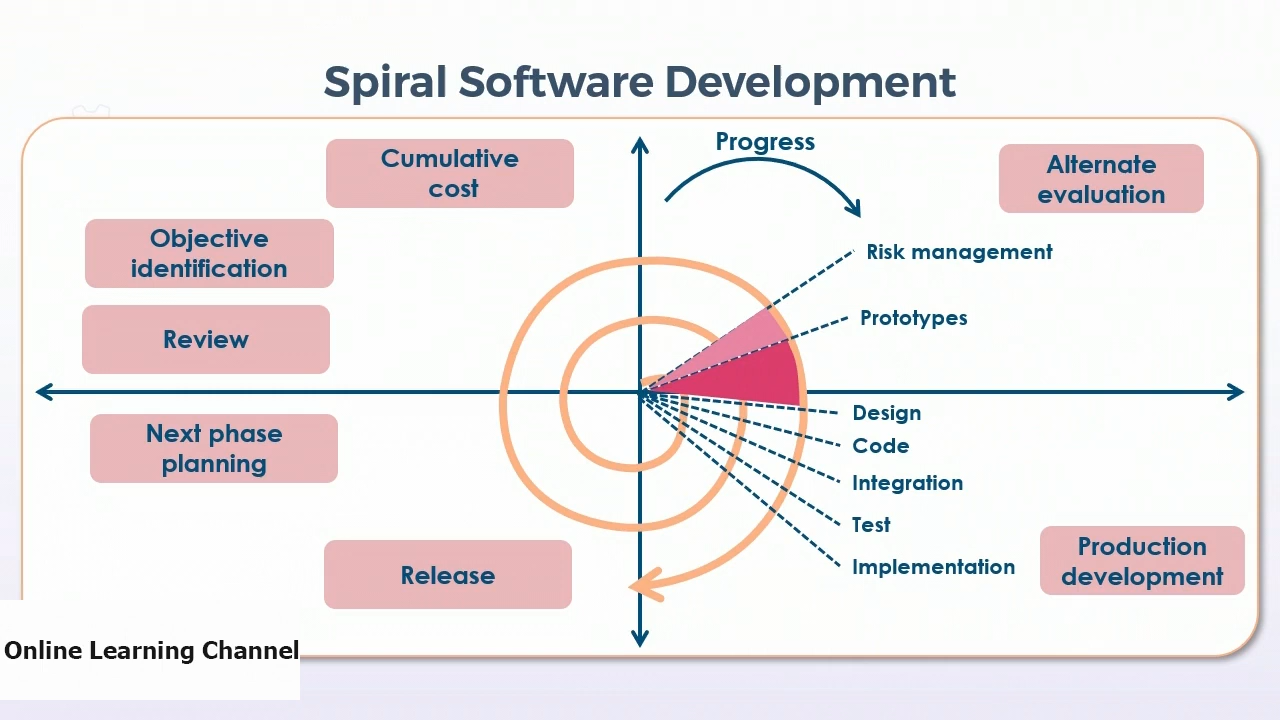 Spiral Software Development
Cumulative
cost
Progress
Alternate
evaluation
Objective
identification
Risk management
Review
Prototypes
Next phase
planning
Design
Code
Integration
Test
Implementation
Release
Production
development
Online Learning Channel